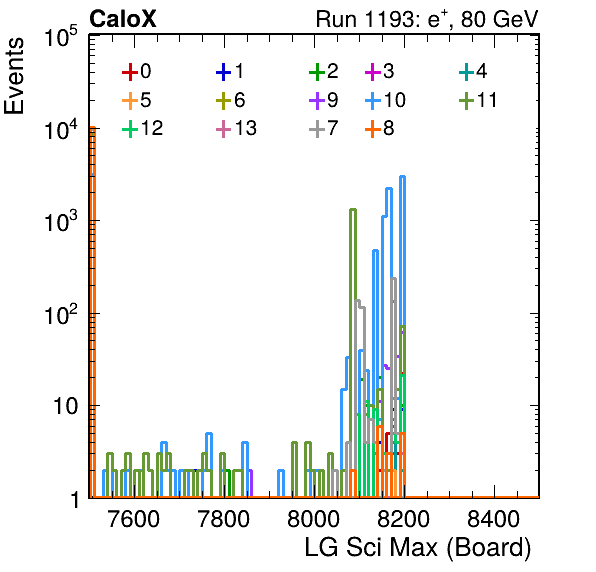 CaloX Run 1193: e⁺, 80 GeV
Events
10⁵
10⁴
10³
10²
10
1
0 1 2 3 4
5 6 9 10 11
12 13 7 8
7600 7800 8000 8200 8400
LG Sci Max (Board)